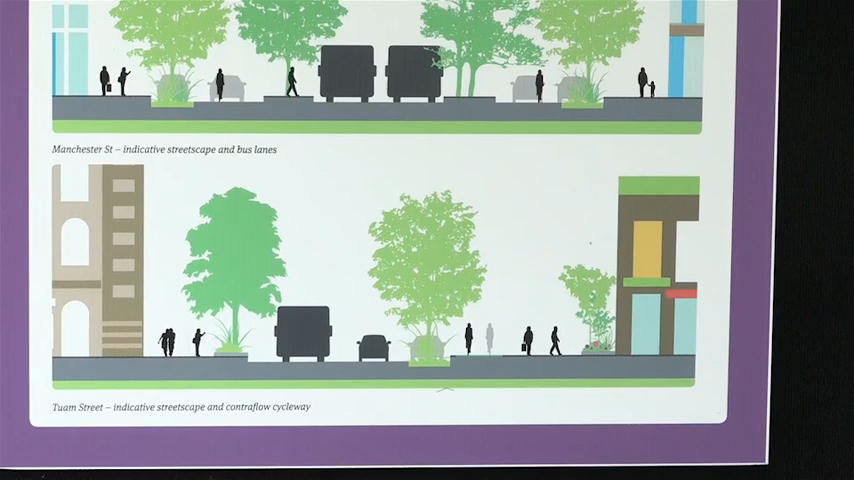 Manchester St – indicative streetscape and bus lanes
Tuam Street – indicative streetscape and contraflow cycleway